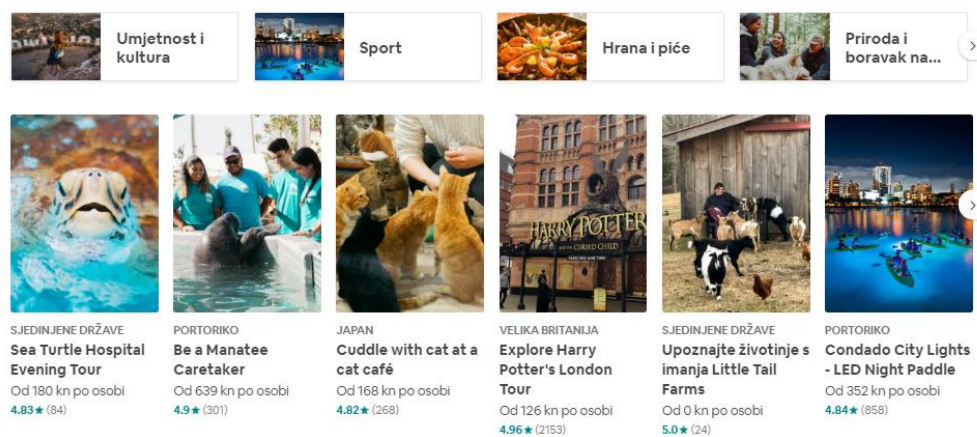 Umjetnost i
kultura
Sport
Hrana i piće
Priroda i
boravak na...
HARRY POTTER
AND THE CURSED CHILD
SJEDINJENE DRŽAVE
Sea Turtle Hospital
Evening Tour
Od 180 kn po osobi
4.83★ (84)
PORTORIKO
Be a Manatee
Caretaker
Od 639 kn po osobi
4.9★ (301)
JAPAN
Cuddle with cat at a
cat café
Od 168 kn po osobi
4.82★ (268)
VELIKA BRITANIJA
Explore Harry
Potter's London
Tour
Od 126 kn po osobi
4.96★ (2153)
SJEDINJENE DRŽAVE
Upoznajte životinje s
imanja Little Tail
Farms
Od 0 kn po osobi
5.0★ (24)
PORTORIKO
Condado City Lights
- LED Night Paddle
Od 352 kn po osobi
4.84★ (858)